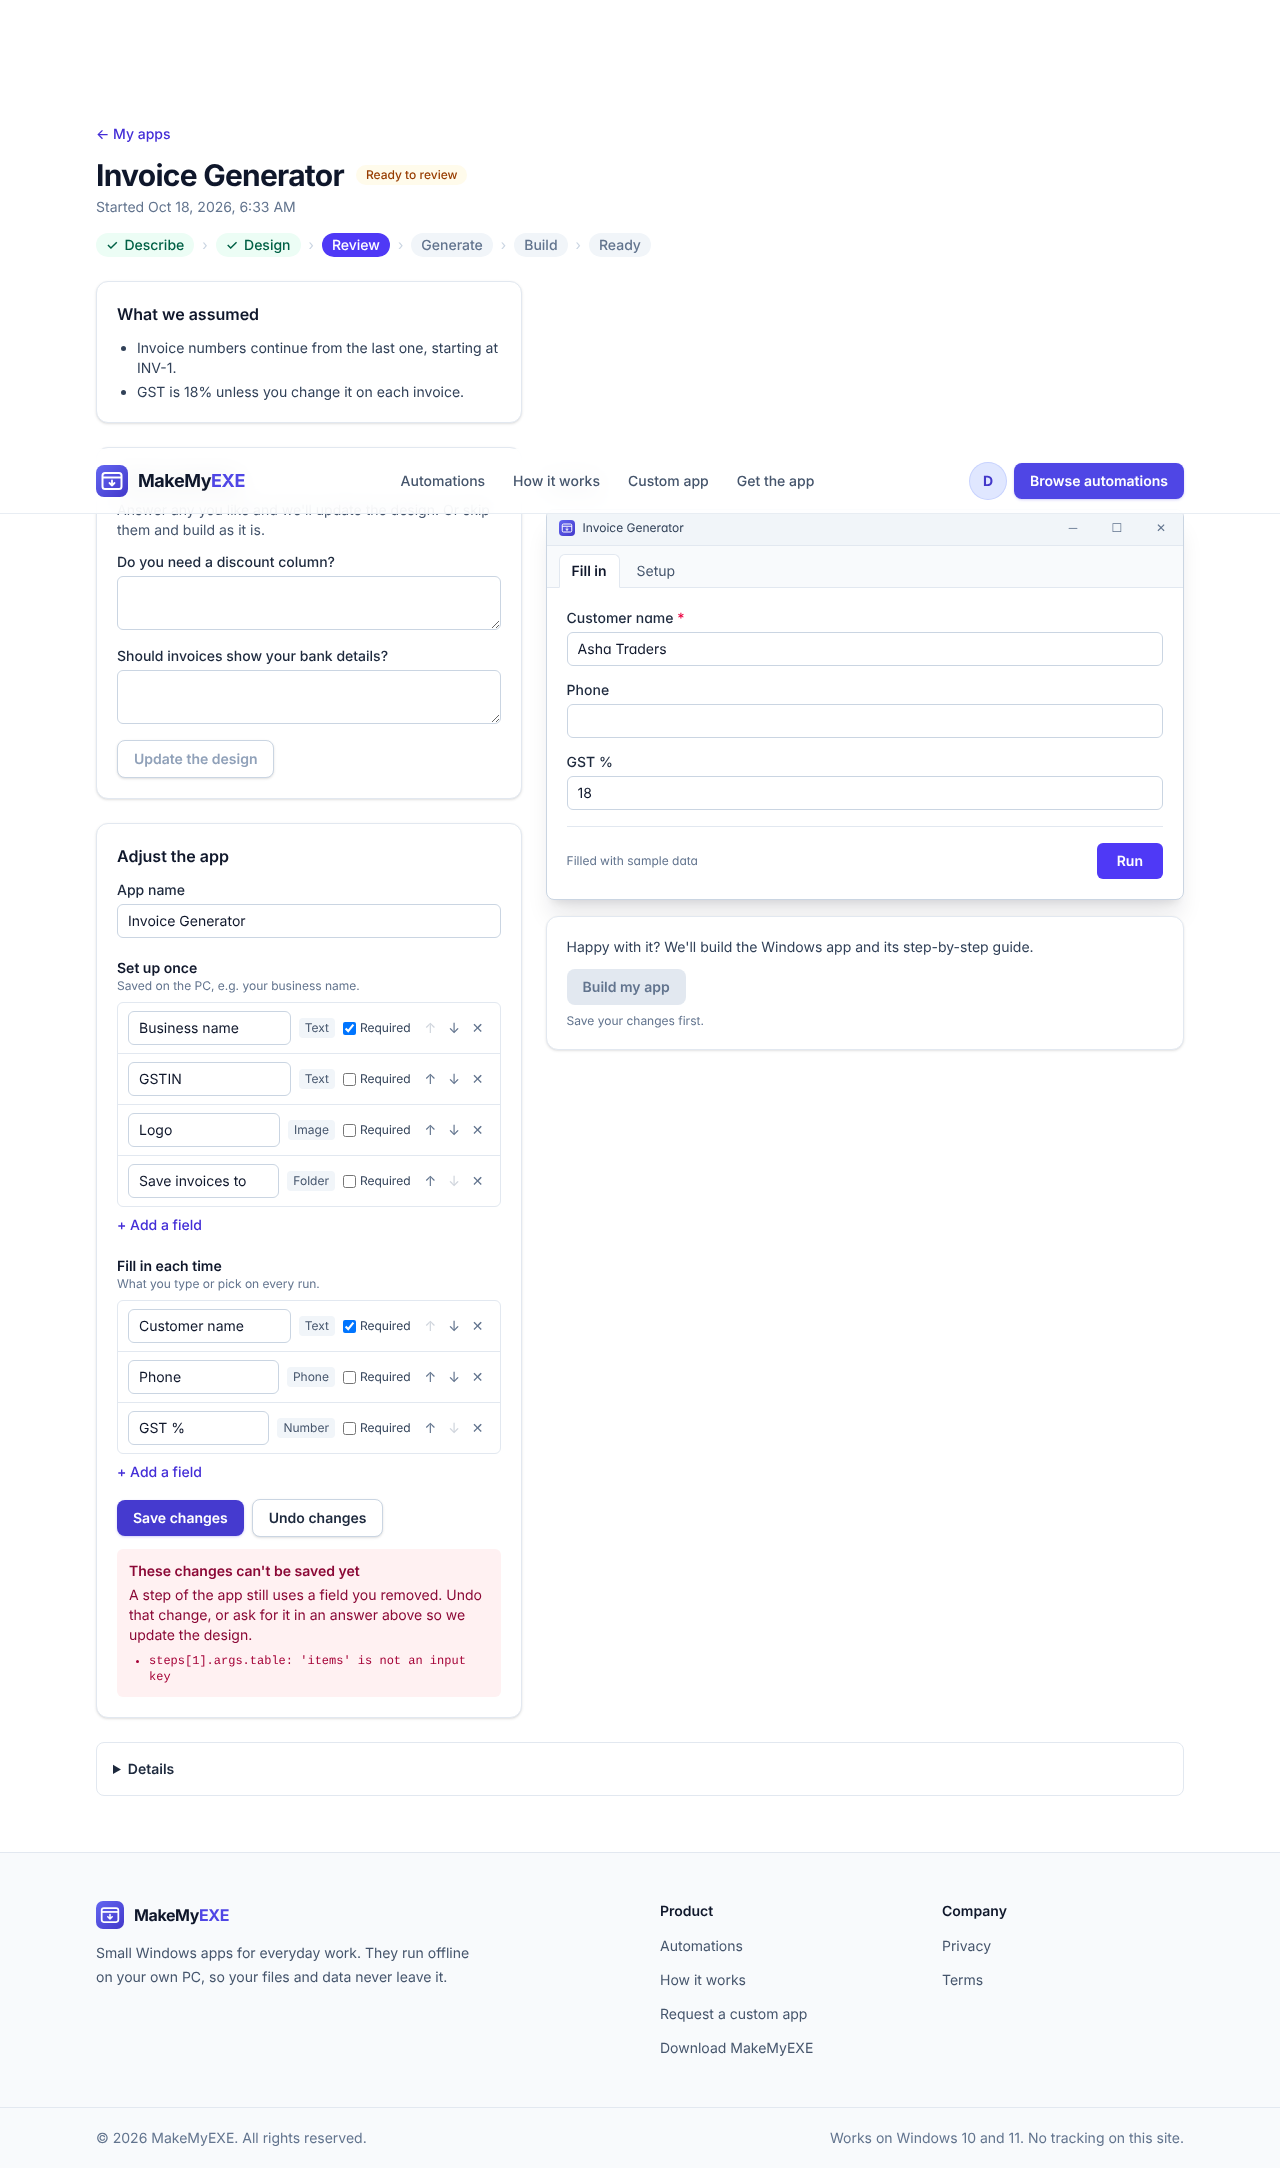 ← My apps
Invoice Generator Ready to review
Started Oct 18, 2026, 6:33 AM
✓ Describe › ✓ Design › Review › Generate › Build › Ready
What we assumed
• Invoice numbers continue from the last one, starting at
INV-1.
• GST is 18% unless you change it on each invoice.
MakeMyEXE
Automations How it works Custom app Get the app
D
Browse automations
them and build as it is.
Do you need a discount column?
Should invoices show your bank details?
Update the design
Invoice Generator
Fill in Setup
Customer name *
Asha Traders
Phone
GST %
18
Filled with sample data Run
Happy with it? We'll build the Windows app and its step-by-step guide.
Build my app
Save your changes first.
Adjust the app
App name
Invoice Generator
Set up once
Saved on the PC, e.g. your business name.
Business name Text Required ↑ ↓ ✕
GSTIN Text Required ↑ ↓ ✕
Logo Image Required ↑ ↓ ✕
Save invoices to Folder Required ↑ ↓ ✕
+ Add a field
Fill in each time
What you type or pick on every run.
Customer name Text Required ↑ ↓ ✕
Phone Phone Required ↑ ↓ ✕
GST % Number Required ↑ ↓ ✕
+ Add a field
Save changes Undo changes
These changes can't be saved yet
A step of the app still uses a field you removed. Undo
that change, or ask for it in an answer above so we
update the design.
• steps[1].args.table: 'items' is not an input
key
▶ Details
MakeMyEXE
Small Windows apps for everyday work. They run offline
on your own PC, so your files and data never leave it.
Product
Automations
How it works
Request a custom app
Download MakeMyEXE
Company
Privacy
Terms
© 2026 MakeMyEXE. All rights reserved.
Works on Windows 10 and 11. No tracking on this site.